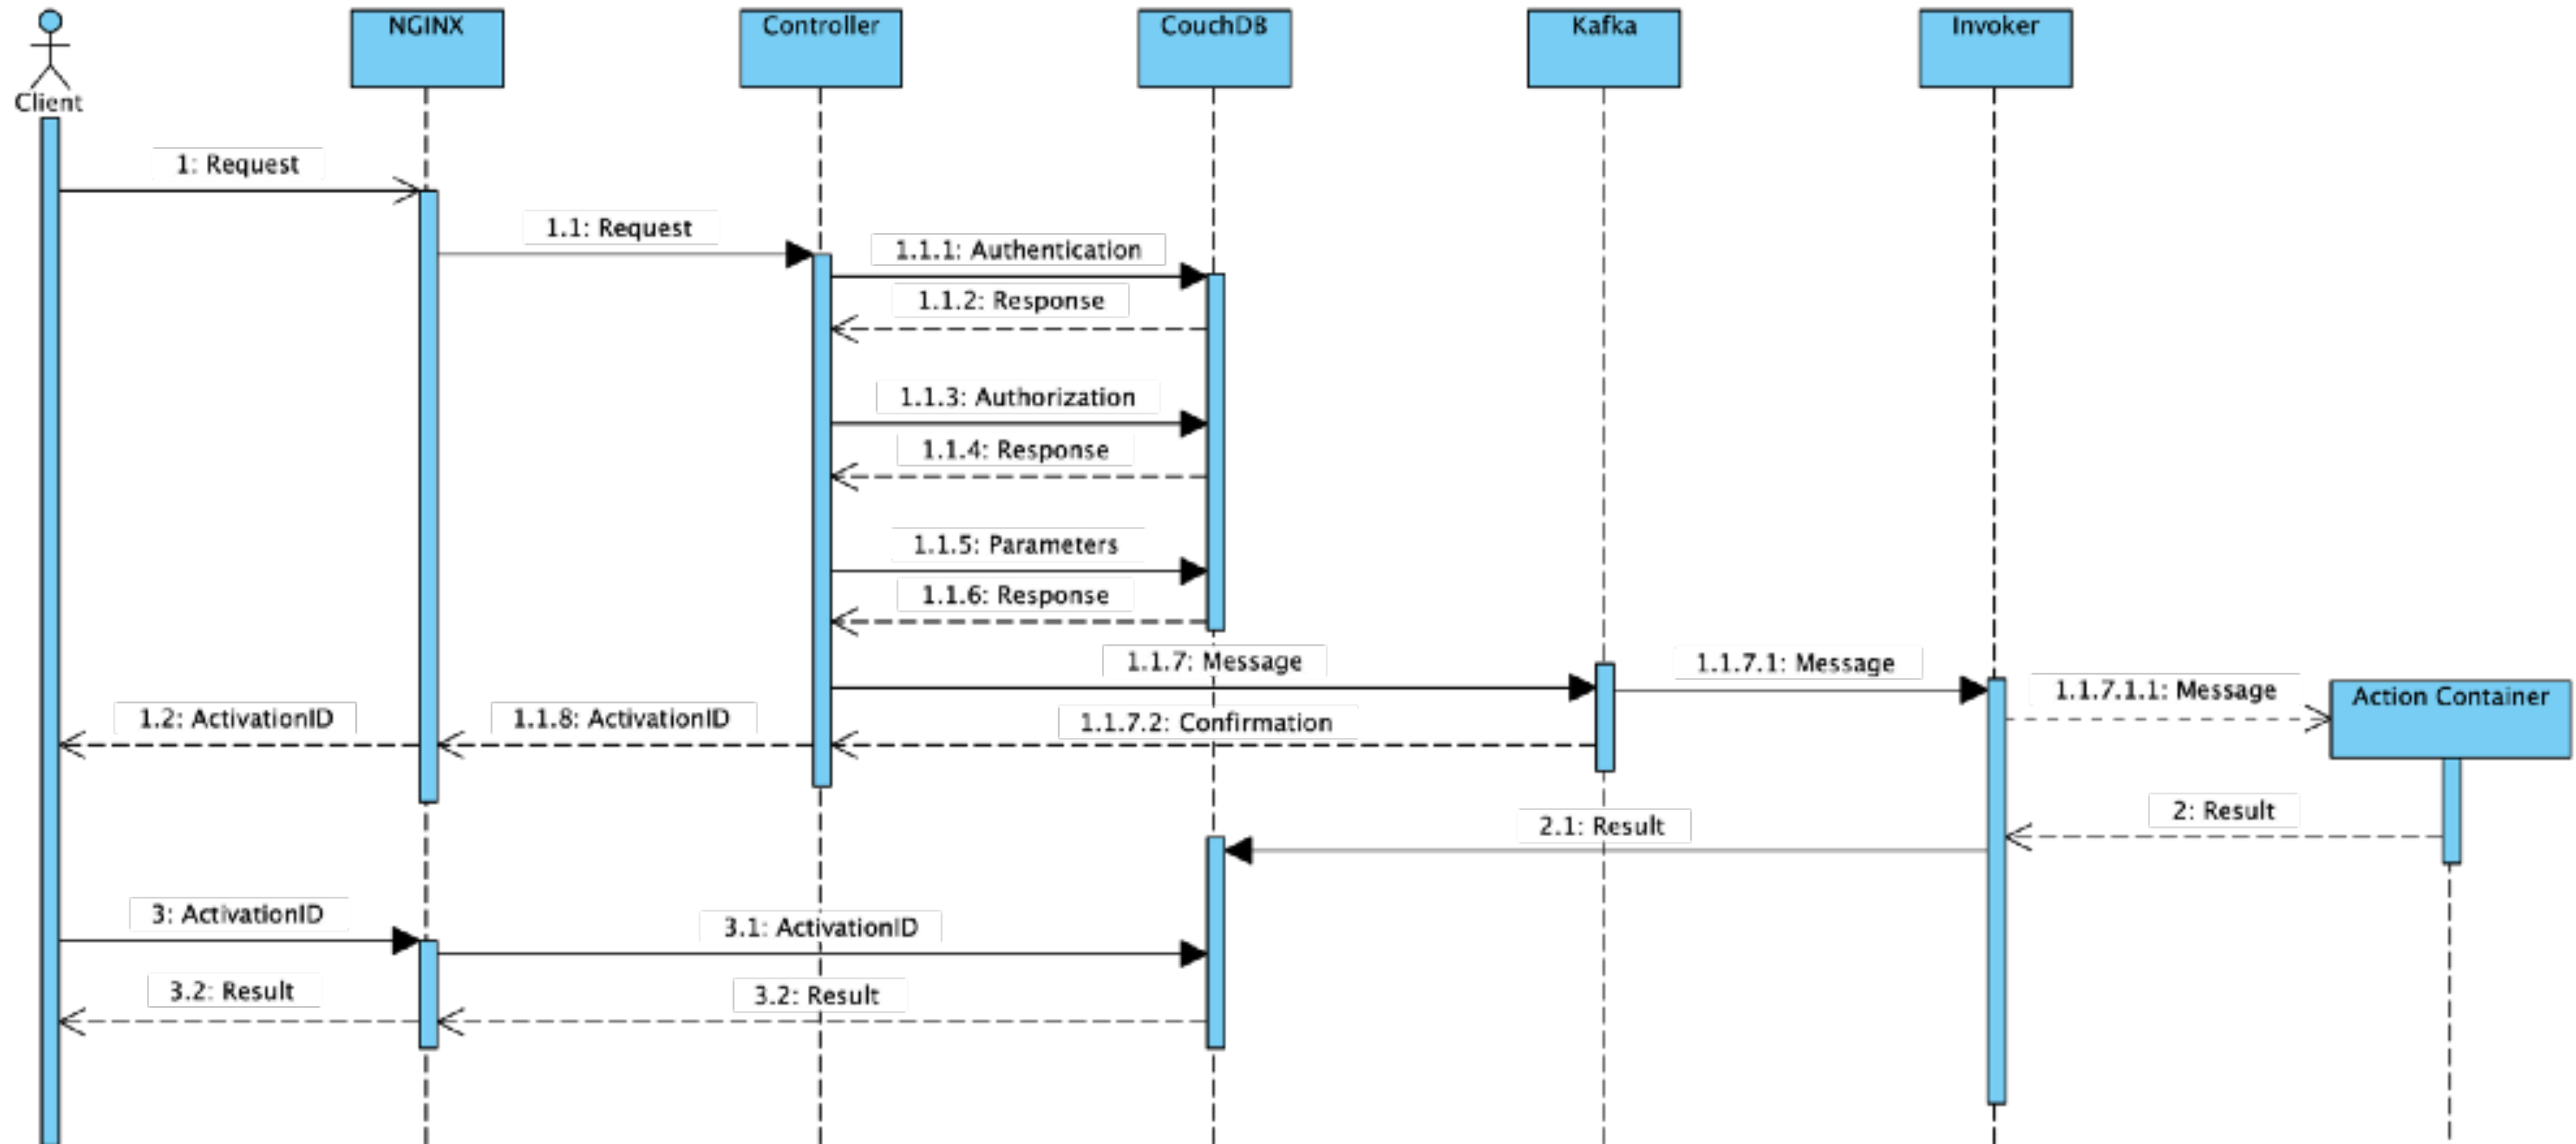 NGINX
Controller
CouchDB
Kafka
Invoker
Client
1: Request
1.1: Request
1.1.1: Authentication
1.1.2: Response
1.1.3: Authorization
1.1.4: Response
1.1.5: Parameters
1.1.6: Response
1.1.7: Message
1.1.7.1: Message
1.1.7.1.1: Message
Action Container
1.2: ActivationID
1.1.8: ActivationID
1.1.7.2: Confirmation
2: Result
2.1: Result
3: ActivationID
3.1: ActivationID
3.2: Result
3.2: Result